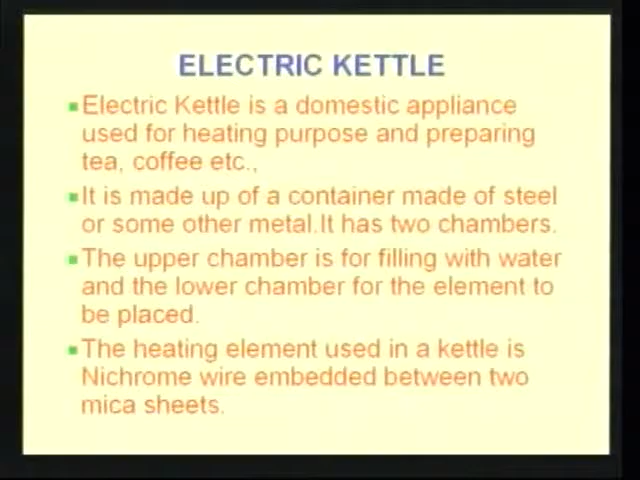 ELECTRIC KETTLE
Electric Kettle is a domestic appliance
used for heating purpose and preparing
tea, coffee etc.,
It is made up of a container made of steel
or some other metal.It has two chambers.
The upper chamber is for filling with water
and the lower chamber for the element to
be placed.
The heating element used in a kettle is
Nichrome wire embedded between two
mica sheets.